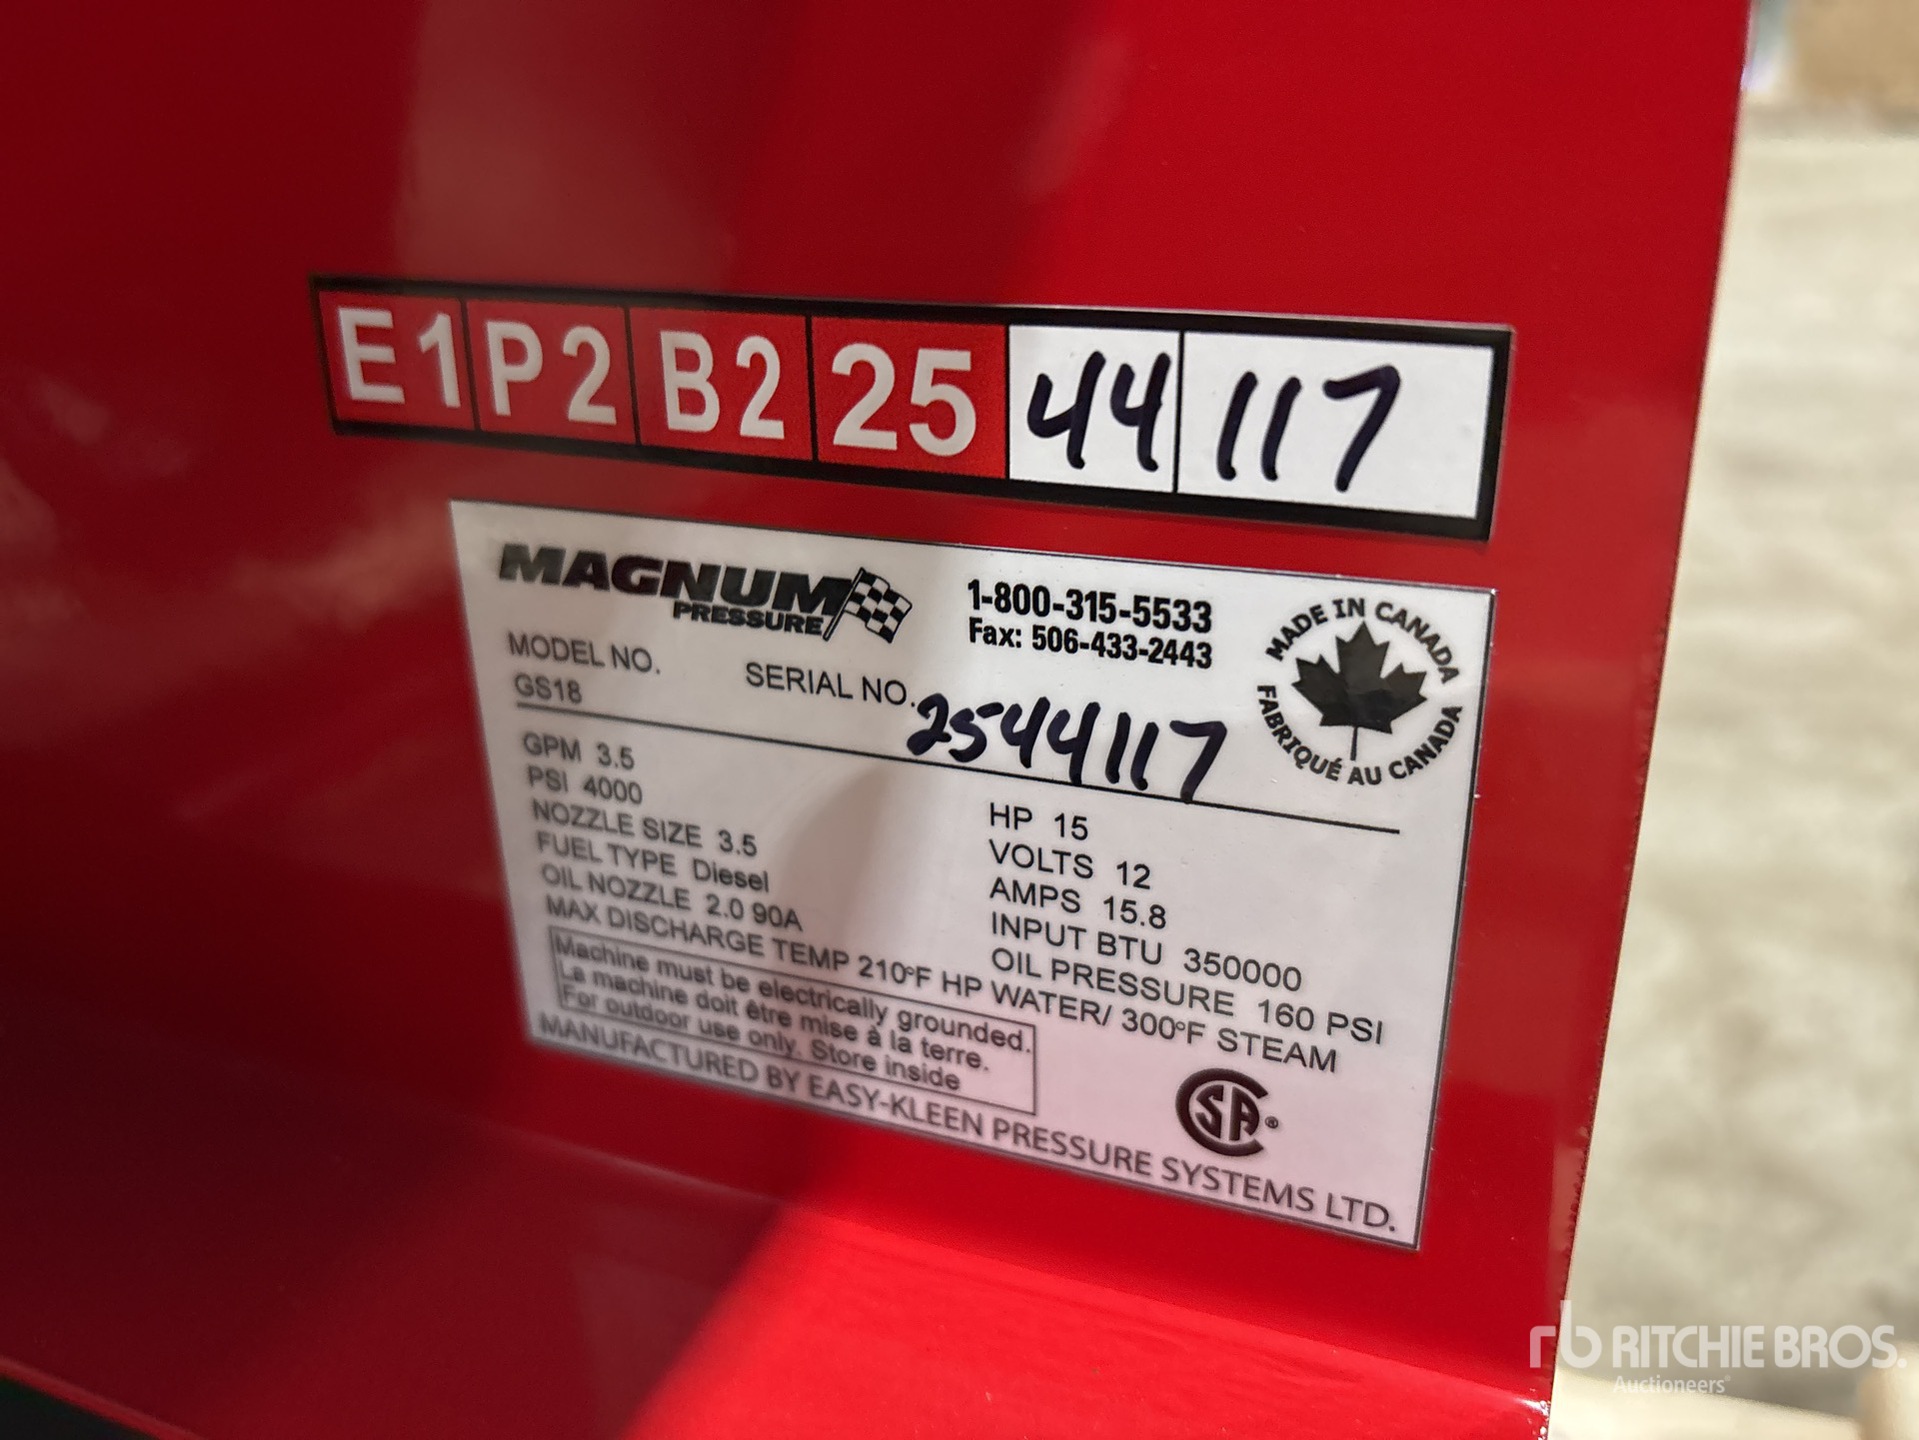 E1 P2 B2 25 44 117
MAGNUM
PRESSURE
1-800-315-5533
Fax: 506-433-2443
MADE IN CANADA
FABRIQUÉ AU CANADA
MODEL NO.
GS18
SERIAL NO. 2544117
GPM 3.5
PSI 4000
NOZZLE SIZE 3.5
FUEL TYPE Diesel
OIL NOZZLE 2.0 90A
HP 15
VOLTS 12
AMPS 15.8
INPUT BTU 350000
OIL PRESSURE 160 PSI
MAX DISCHARGE TEMP 210°F HP WATER/ 300°F STEAM
Machine must be electrically grounded.
La machine doit être mise à la terre.
For outdoor use only. Store inside
MANUFACTURED BY EASY-KLEEN PRESSURE SYSTEMS LTD.
CSA®
rb RITCHIE BROS.
Auctioneers®